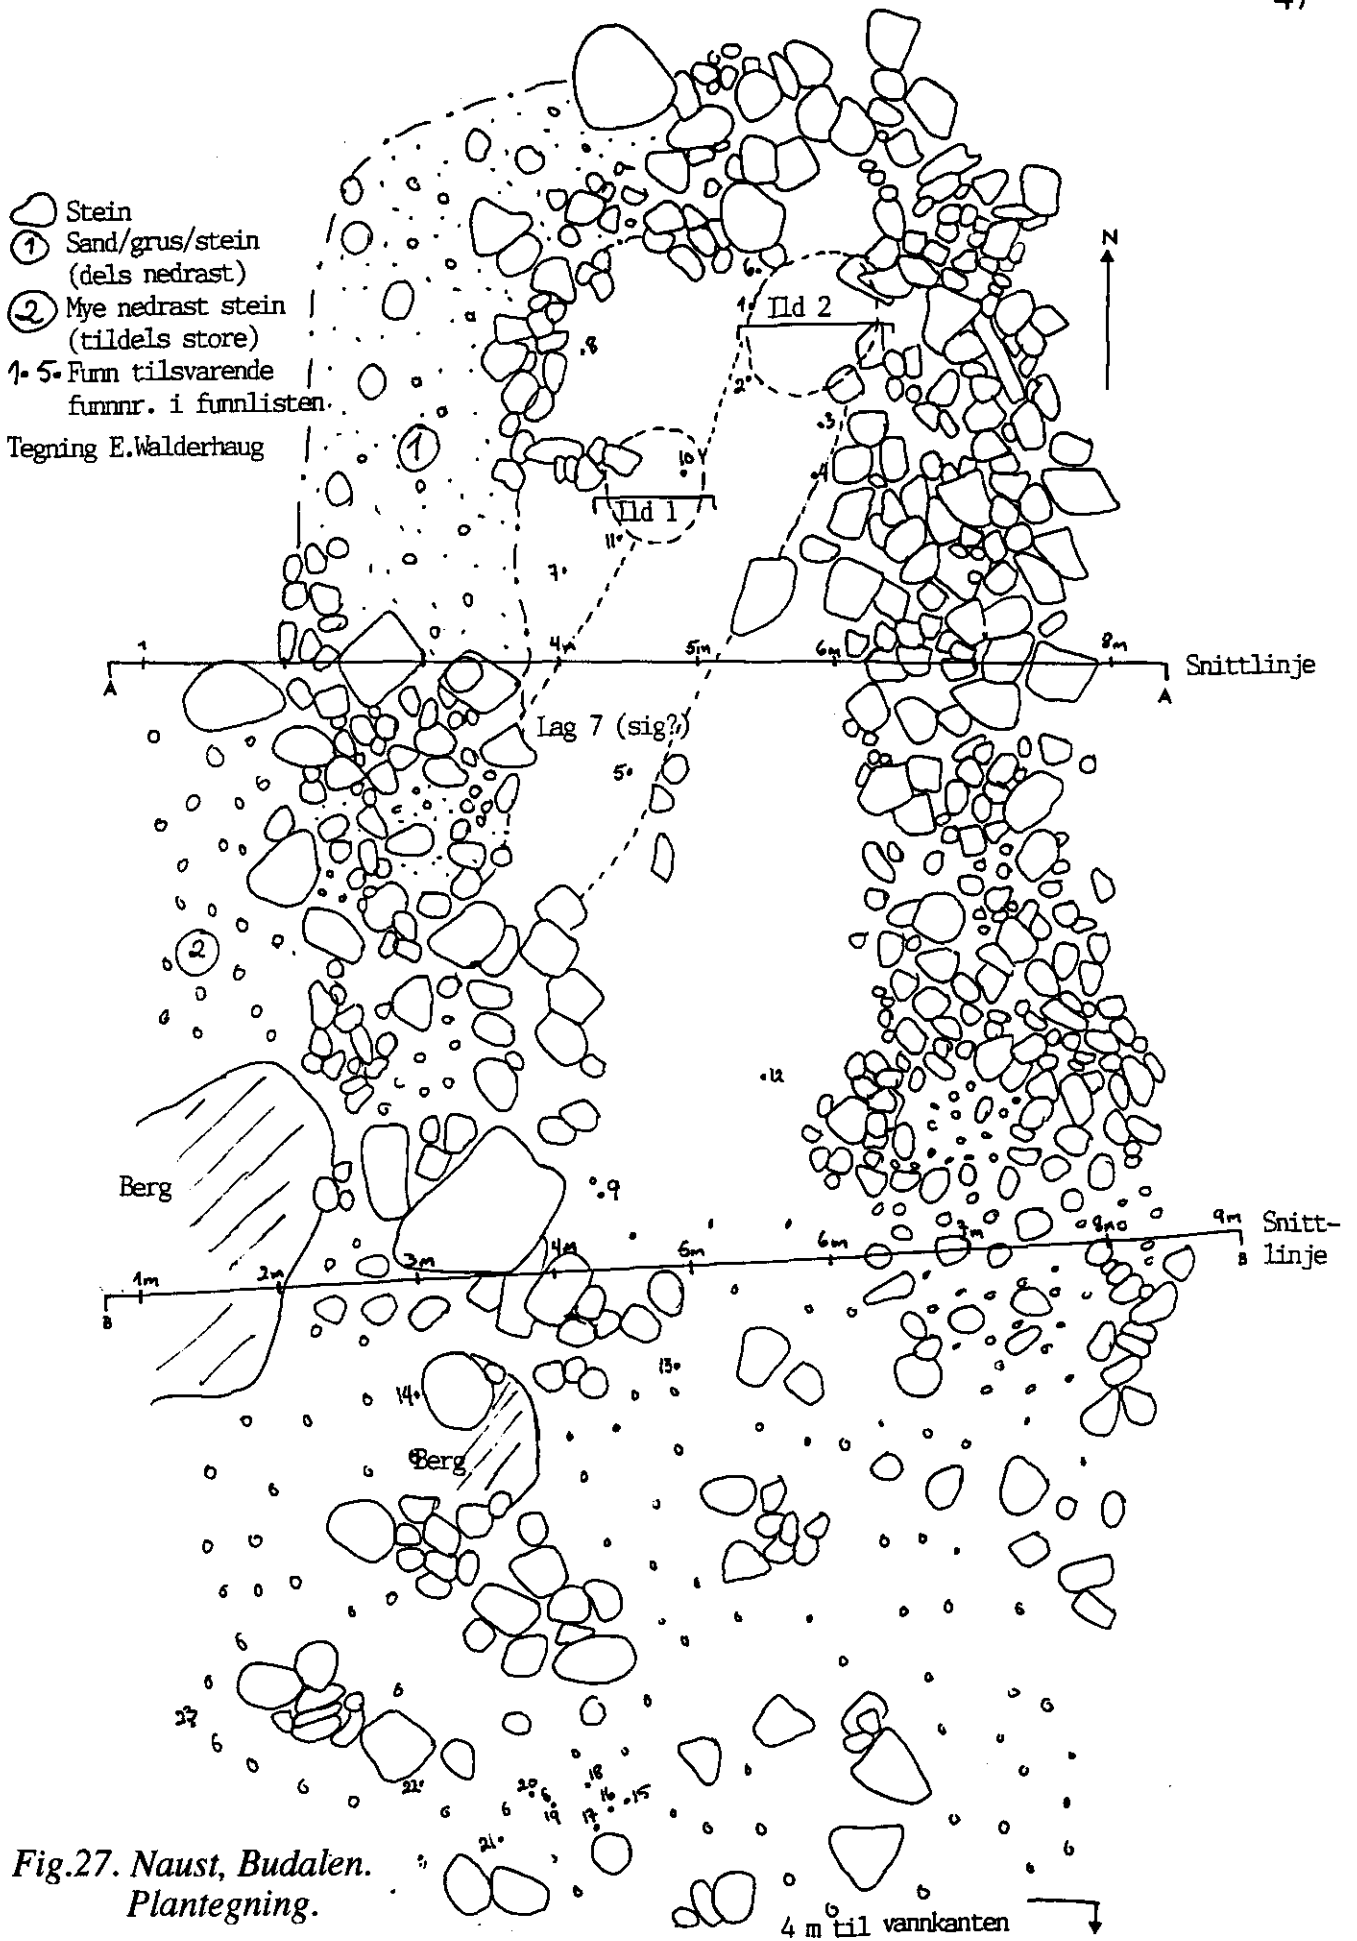 Stein
1 Sand/grus/stein
(dels nedrast)
2 Mye nedrast stein
(tildels store)
1• 5• Funn tilsvarende
funnnr. i funnlisten.
Tegning E.Walderhaug
N
6•
1• Ild 2
2•
•8
•3
1
10
•4
Ild 1
11•
7•
1 4m 5m 6m 8m
A A
Snittlinje
Lag 7 (sig?)
5•
2
•12
Berg
•9
1m 2m 3m 4m 5m 6m 7m 8m 9m
B B
Snitt-
linje
13•
14•
Berg
23
22•
20•
18
16
•15
19
17
21•
Fig.27. Naust, Budalen.
Plantegning.
4 m til vannkanten